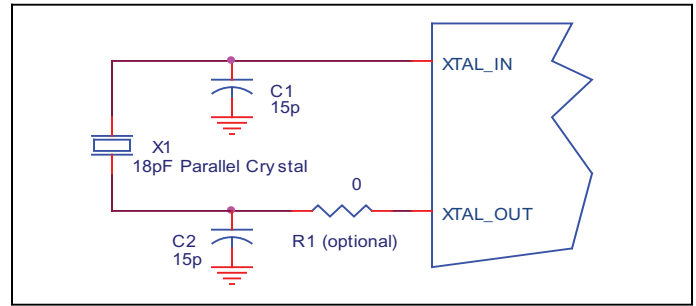 XTAL_IN
C1
15p
X1
18pF Parallel Crystal
0
XTAL_OUT
C2
15p
R1 (optional)